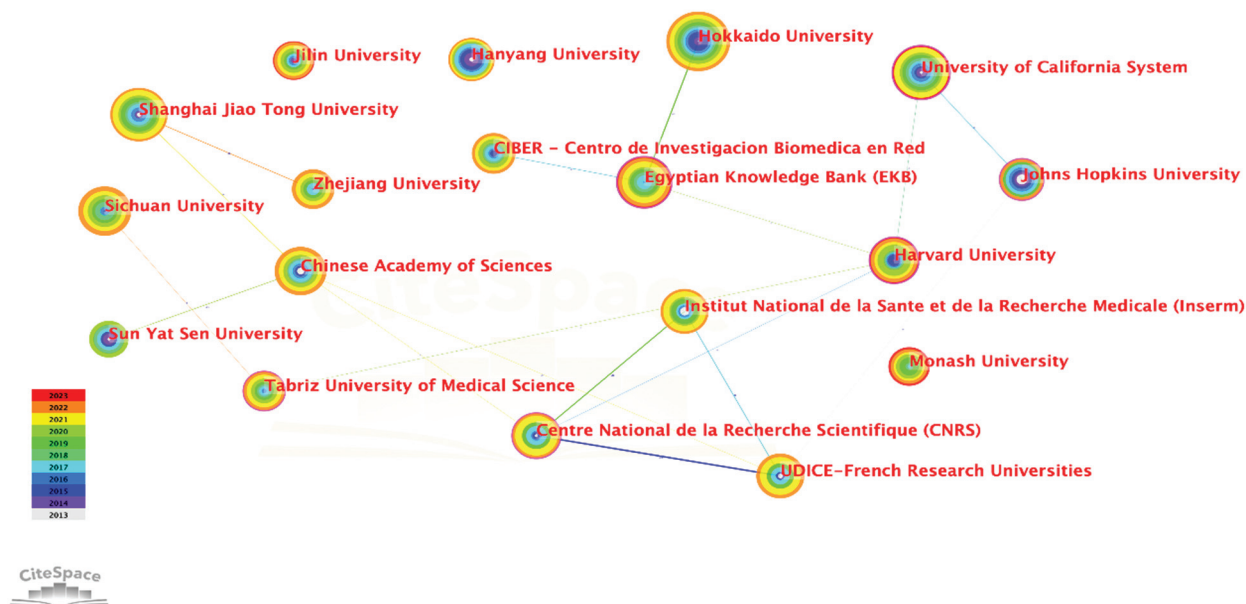 Hokkaido University
Jilin University
Hanyang University
University of California System
Shanghai Jiao Tong University
CIBER - Centro de Investigacion Biomedica en Red
Egyptian Knowledge Bank (EKB)
Johns Hopkins University
Zhejiang University
Sichuan University
Harvard University
Chinese Academy of Sciences
CiteSpace
Institut National de la Sante et de la Recherche Medicale (Inserm)
Sun Yat Sen University
Monash University
Tabriz University of Medical Science
Centre National de la Recherche Scientifique (CNRS)
UDICE-French Research Universities
2023
2022
2021
2020
2019
2018
2017
2016
2015
2014
2013
CiteSpace